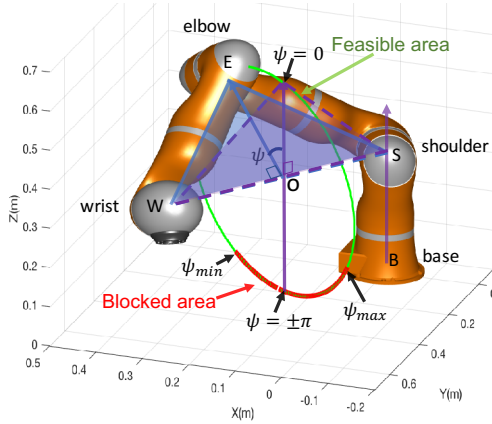 elbow
ψ = 0
Feasible area
E
0.7
0.6
0.5
0.4
0.3
0.2
0.1
0
Z(m)
ψ
S
shoulder
O
W
wrist
B
base
ψmin
Blocked area
ψ = ±π
ψmax
0.5
0.4
0.3
0.2
0.1
0
-0.1
-0.2
X(m)
0
0.2
0.4
0.6
Y(m)